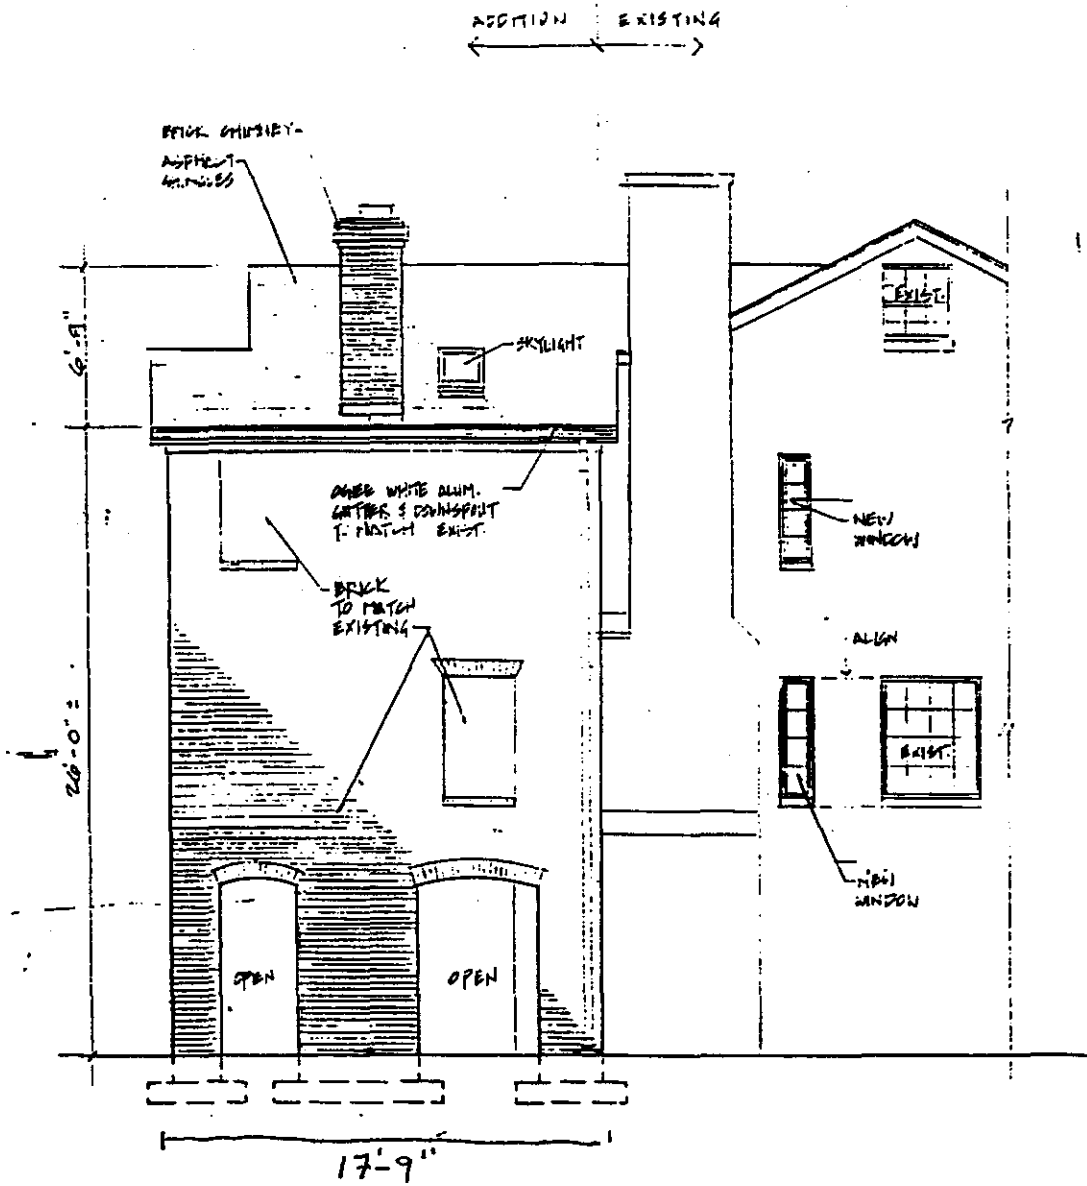 ADDITION EXISTING
BRICK CHIMNEY
ASPHALT
SHINGLES
EXIST.
6'-9"
SKYLIGHT
OGEE WHITE ALUM.
GUTTER & DOWNSPOUT
TO MATCH EXIST.
NEW
WINDOW
BRICK
TO MATCH
EXISTING
ALIGN
26'-0" ±
EXIST.
NEW
WINDOW
OPEN
OPEN
17'-9"